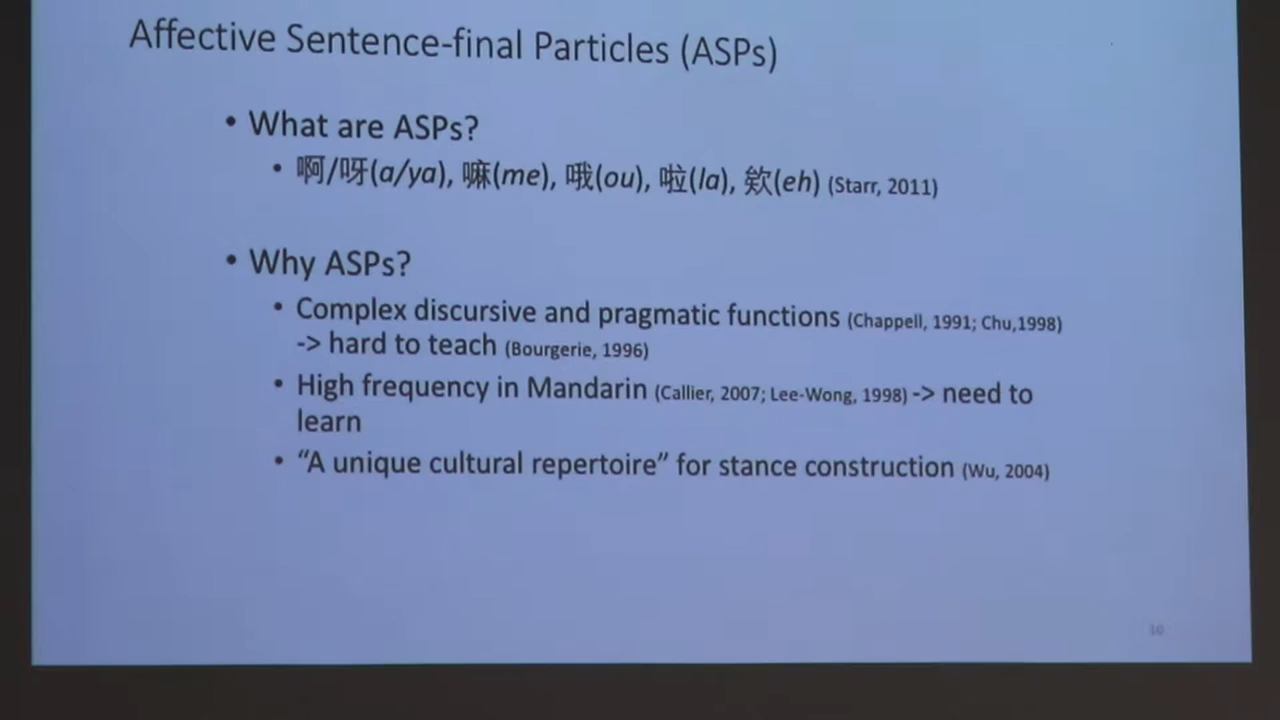 Affective Sentence-final Particles (ASPs)
• What are ASPs?
• 啊/呀(a/ya), 嘛(me), 哦(ou), 啦(la), 欸(eh) (Starr, 2011)
• Why ASPs?
• Complex discursive and pragmatic functions (Chappell, 1991; Chu,1998)
-> hard to teach (Bourgerie, 1996)
• High frequency in Mandarin (Callier, 2007; Lee-Wong, 1998) -> need to
learn
• “A unique cultural repertoire” for stance construction (Wu, 2004)
10